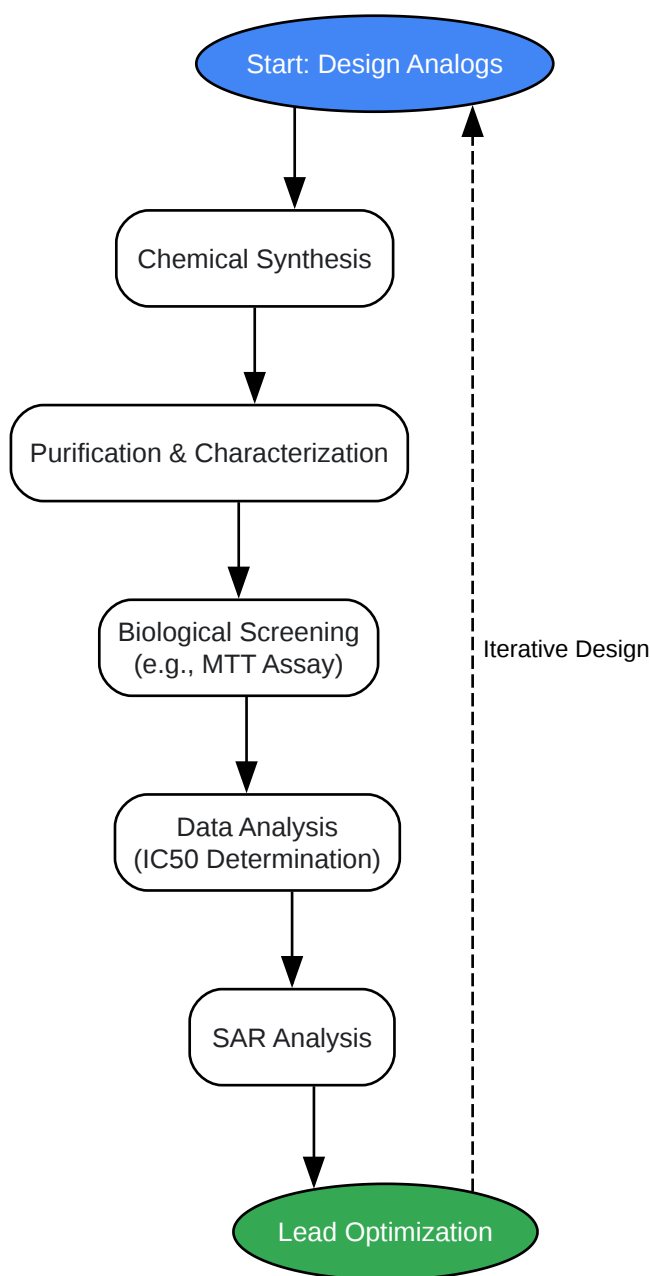 Start: Design Analogs
Chemical Synthesis
Purification & Characterization
Biological Screening
(e.g., MTT Assay)
Iterative Design
Data Analysis
(IC50 Determination)
SAR Analysis
Lead Optimization